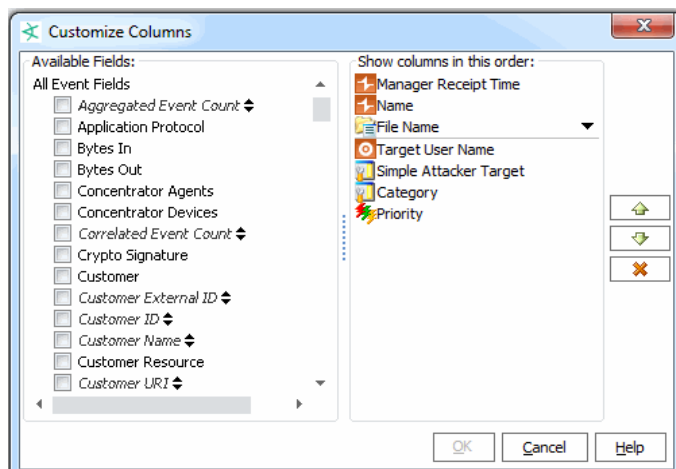 Customize Columns
Available Fields:
All Event Fields
Aggregated Event Count
Application Protocol
Bytes In
Bytes Out
Concentrator Agents
Concentrator Devices
Correlated Event Count
Crypto Signature
Customer
Customer External ID
Customer ID
Customer Name
Customer Resource
Customer URI
Show columns in this order:
Manager Receipt Time
Name
File Name
Target User Name
Simple Attacker Target
Category
Priority
OK
Cancel
Help